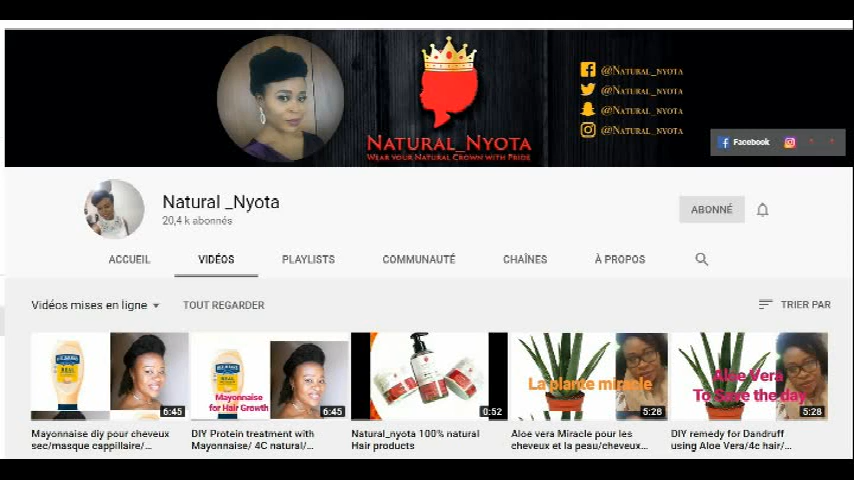 @Natural_nyota
@Natural_nyota
@Natural_nyota
@Natural_nyota
Natural_Nyota
Wear your Natural Crown with Pride
Facebook
Natural _Nyota
20,4 k abonnés
ABONNÉ
ACCUEIL VIDÉOS PLAYLISTS COMMUNAUTÉ CHAÎNES À PROPOS
Vidéos mises en ligne TOUT REGARDER TRIER PAR
REAL
6:45
Mayonnaise
for Hair Growth
6:45
0:52
La plante miracle
5:28
Aloe Vera
To Save the day
5:28
Mayonnaise diy pour cheveux
sec/masque cappillaire/...
DIY Protein treatment with
Mayonnaise/ 4C natural/...
Natural_nyota 100% natural
Hair products
Aloe vera Miracle pour les
cheveux et la peau/cheveux...
DIY remedy for Dandruff
using Aloe Vera/4c hair/...